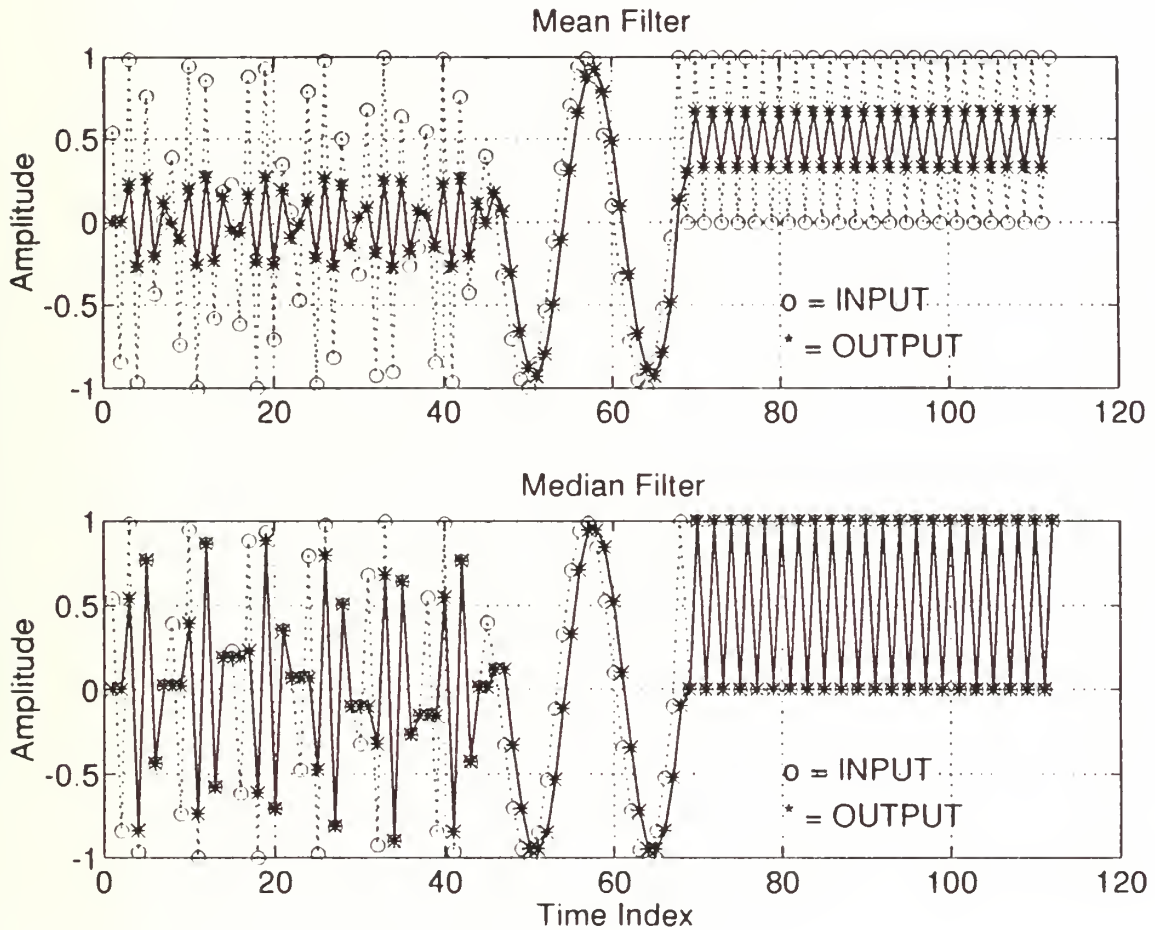 Mean Filter
1
0.5
0
-0.5
-1
Amplitude
o = INPUT
* = OUTPUT
0 20 40 60 80 100 120
Median Filter
1
0.5
0
-0.5
-1
Amplitude
o = INPUT
* = OUTPUT
0 20 40 60 80 100 120
Time Index